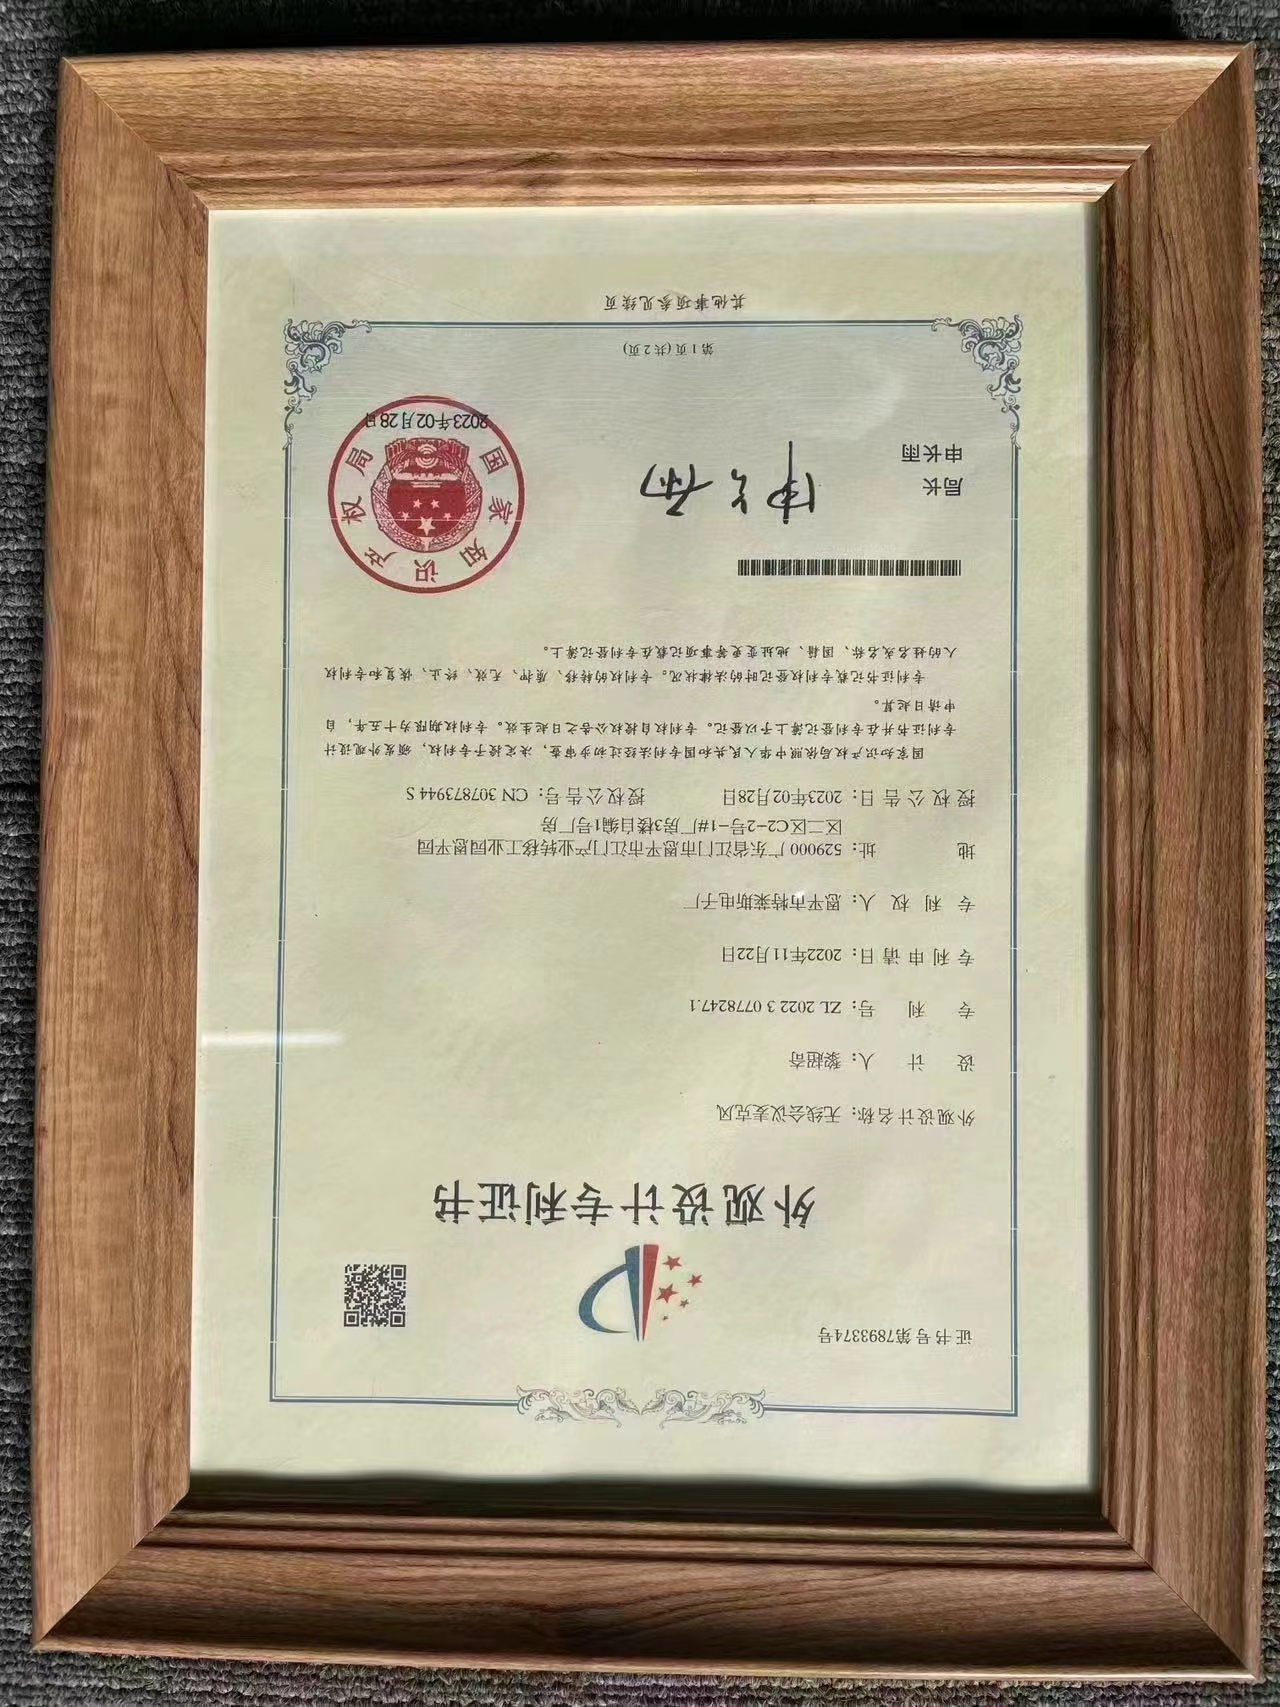 证书号第7893374号
外观设计专利证书
外观设计名称：无线会议麦克风
设计人：黎超奇
专利号：ZL 2022 3 0778247.1
专利申请日：2022年11月22日
专利权人：恩平市特莱斯电子厂
地址：529000 广东省江门市恩平市江门产业转移工业园恩平园
区二区C2-2号-1#厂房3楼自编1号厂房
授权公告日：2023年02月28日 授权公告号：CN 307873944 S
国家知识产权局依照中华人民共和国专利法经过初步审查，决定授予专利权，颁发外观设计
专利证书并在专利登记簿上予以登记。专利权自授权公告之日起生效。专利权期限为十五年，自
申请日起算。
专利证书记载专利权登记时的法律状况。专利权的转移、质押、无效、终止、恢复和专利权
人的姓名或名称、国籍、地址变更等事项记载在专利登记簿上。
局长
申长雨
申长雨
国家知识产权局
2023年02月28日
第 1 页 (共 2 页)
其他事项参见续页